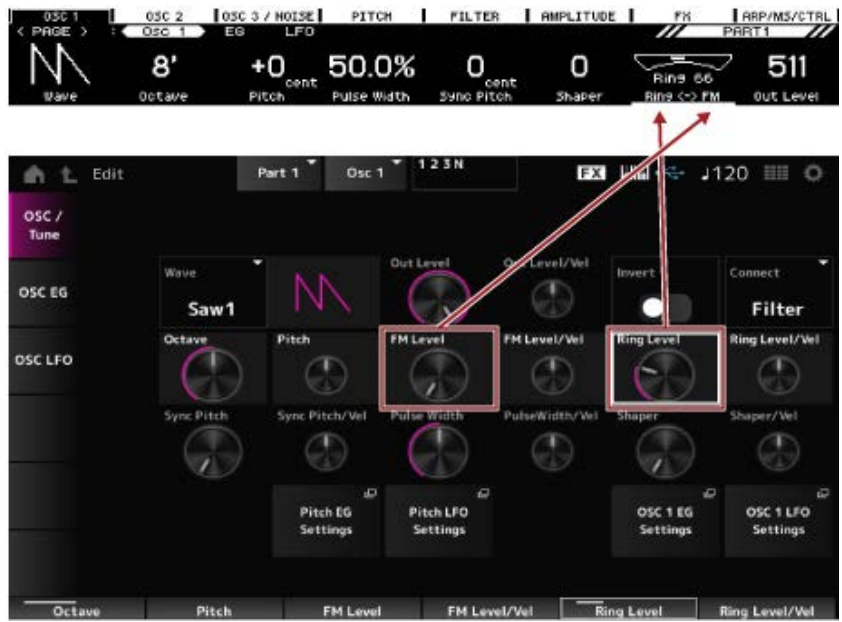 OSC 1 OSC 2 OSC 3 / NOISE PITCH FILTER AMPLITUDE FX ARP/MS/CTRL
< PAGE > : Osc 1 EG LFO PART1
8' +0 cent 50.0% 0 cent 0 Ring 66 511
Wave Octave Pitch Pulse Width Sync Pitch Shaper Ring <-> FM Out Level
Edit Part 1 Osc 1 1 2 3 N FX ♩120
OSC / Tune
OSC EG
OSC LFO
Wave Out Level Osc Level/Vel Invert Connect
Saw1 Filter
Octave Pitch FM Level FM Level/Vel Ring Level Ring Level/Vel
Sync Pitch Sync Pitch/Vel Pulse Width PulseWidth/Vel Shaper Shaper/Vel
Pitch EG Settings Pitch LFO Settings OSC 1 EG Settings OSC 1 LFO Settings
Octave Pitch FM Level FM Level/Vel Ring Level Ring Level/Vel